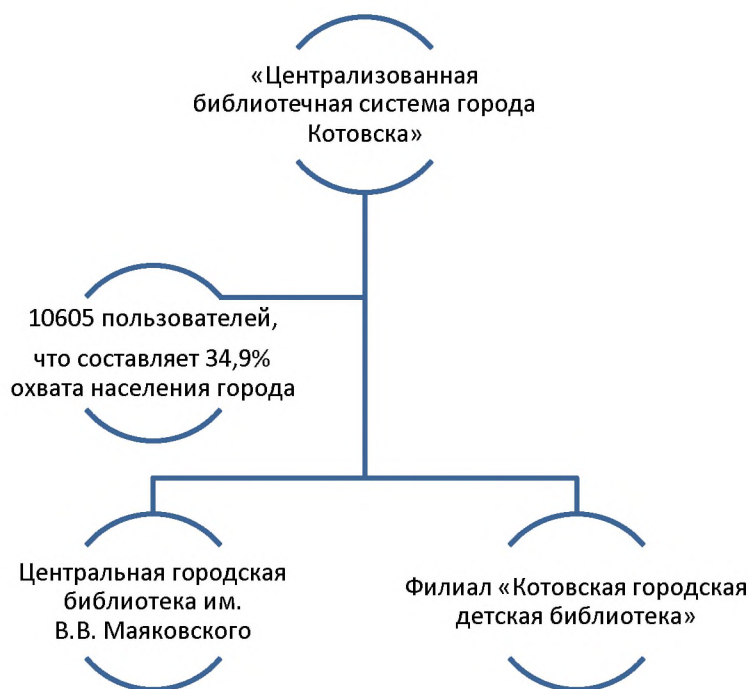 «Централизованная
библиотечная система города
Котовска»
10605 пользователей,
что составляет 34,9%
охвата населения города
Центральная городская
библиотека им.
В.В. Маяковского
Филиал «Котовская городская
детская библиотека»